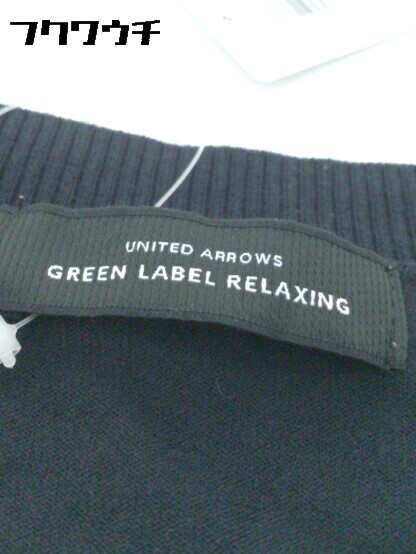 フクワウチ
UNITED ARROWS
GREEN LABEL RELAXING